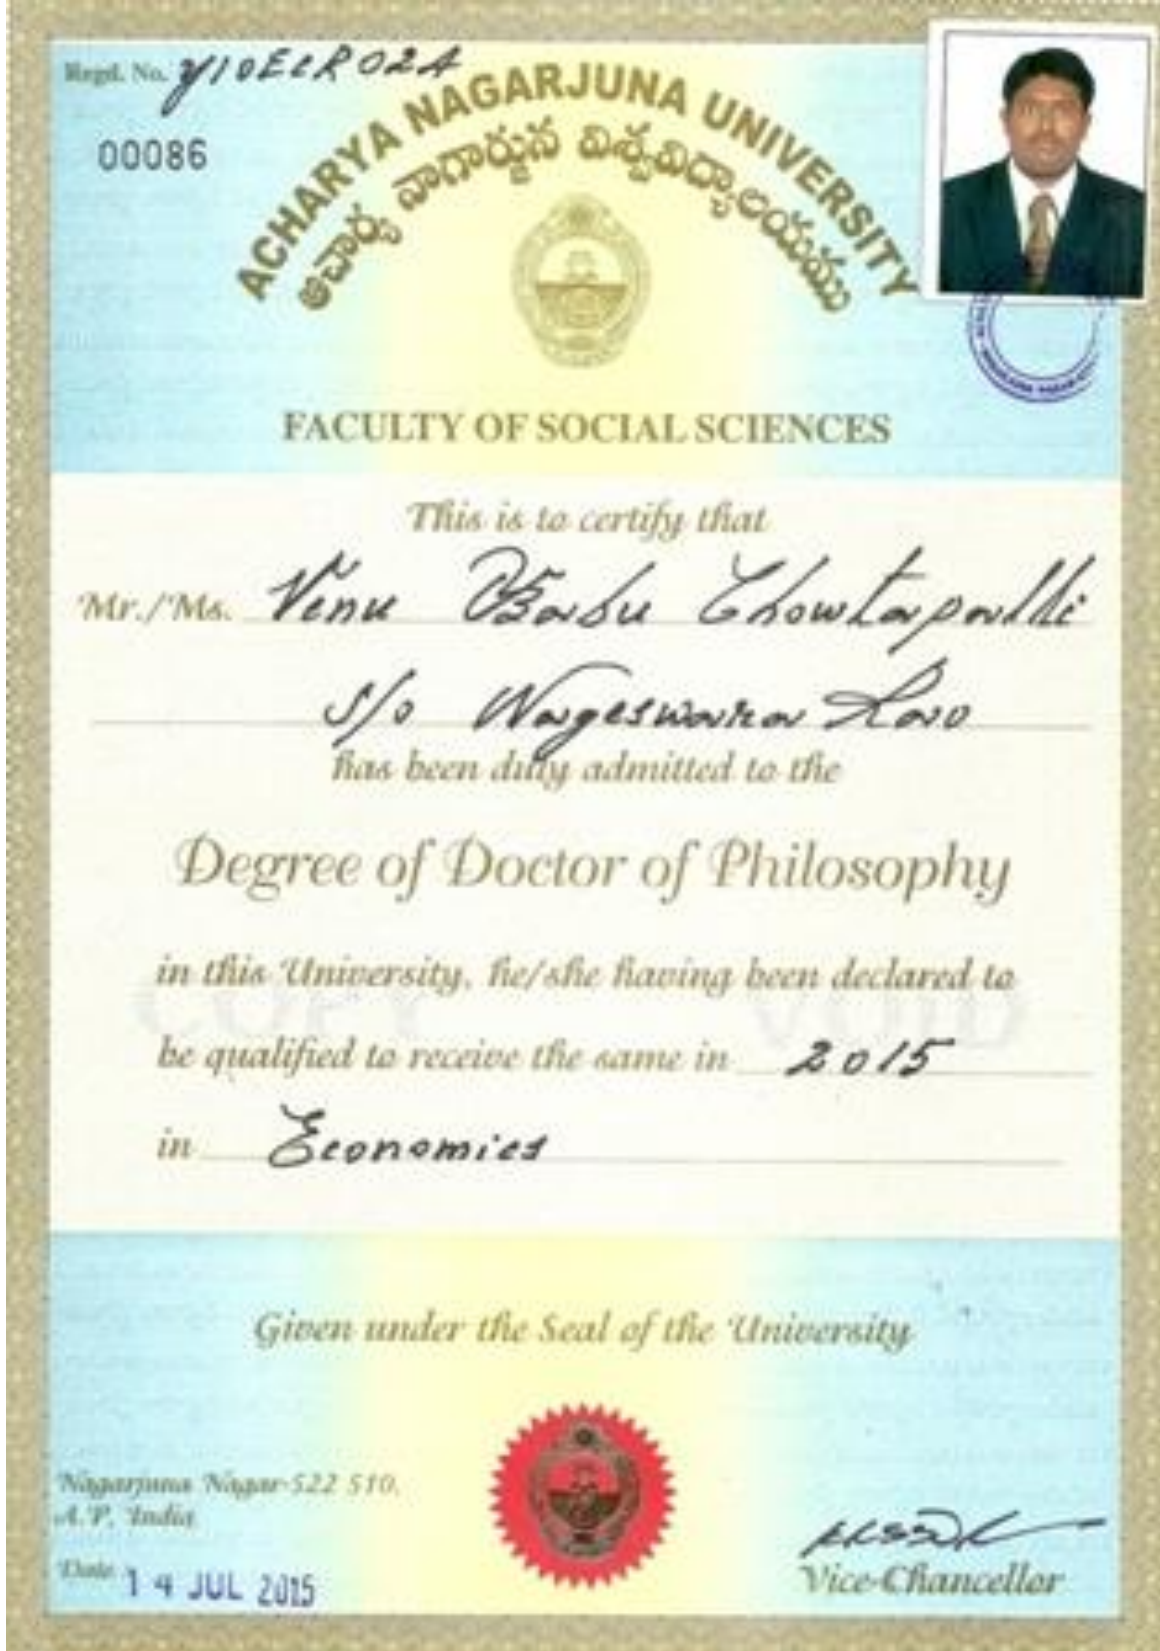 Regd. No. Y10ECR02A
00086
ACHARYA NAGARJUNA UNIVERSITY
ఆచార్య నాగార్జున విశ్వవిద్యాలయము
FACULTY OF SOCIAL SCIENCES
This is to certify that
Mr./Ms. Venu Babu Chowtapalli
S/o Nageswara Rao
has been duly admitted to the
Degree of Doctor of Philosophy
in this University, he/she having been declared to
COPY VOID
be qualified to receive the same in 2015
in Economics
Given under the Seal of the University
Nagarjuna Nagar-522 510.
A.P. India
Date 14 JUL 2015
Vice-Chancellor